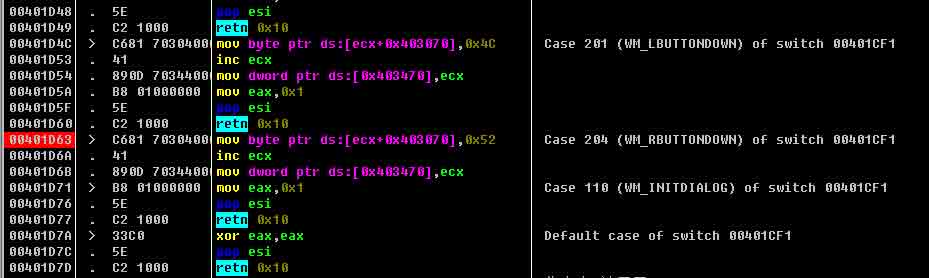 00401D48 . 5E pop esi
00401D49 . C2 1000 retn 0x10
00401D4C > C681 70304000 mov byte ptr ds:[ecx+0x403070],0x4C Case 201 (WM_LBUTTONDOWN) of switch 00401CF1
00401D53 . 41 inc ecx
00401D54 . 890D 70344000 mov dword ptr ds:[0x403470],ecx
00401D5A . B8 01000000 mov eax,0x1
00401D5F . 5E pop esi
00401D60 . C2 1000 retn 0x10
00401D63 > C681 70304000 mov byte ptr ds:[ecx+0x403070],0x52 Case 204 (WM_RBUTTONDOWN) of switch 00401CF1
00401D6A . 41 inc ecx
00401D6B . 890D 70344000 mov dword ptr ds:[0x403470],ecx
00401D71 > B8 01000000 mov eax,0x1 Case 110 (WM_INITDIALOG) of switch 00401CF1
00401D76 . 5E pop esi
00401D77 . C2 1000 retn 0x10
00401D7A > 33C0 xor eax,eax Default case of switch 00401CF1
00401D7C . 5E pop esi
00401D7D . C2 1000 retn 0x10